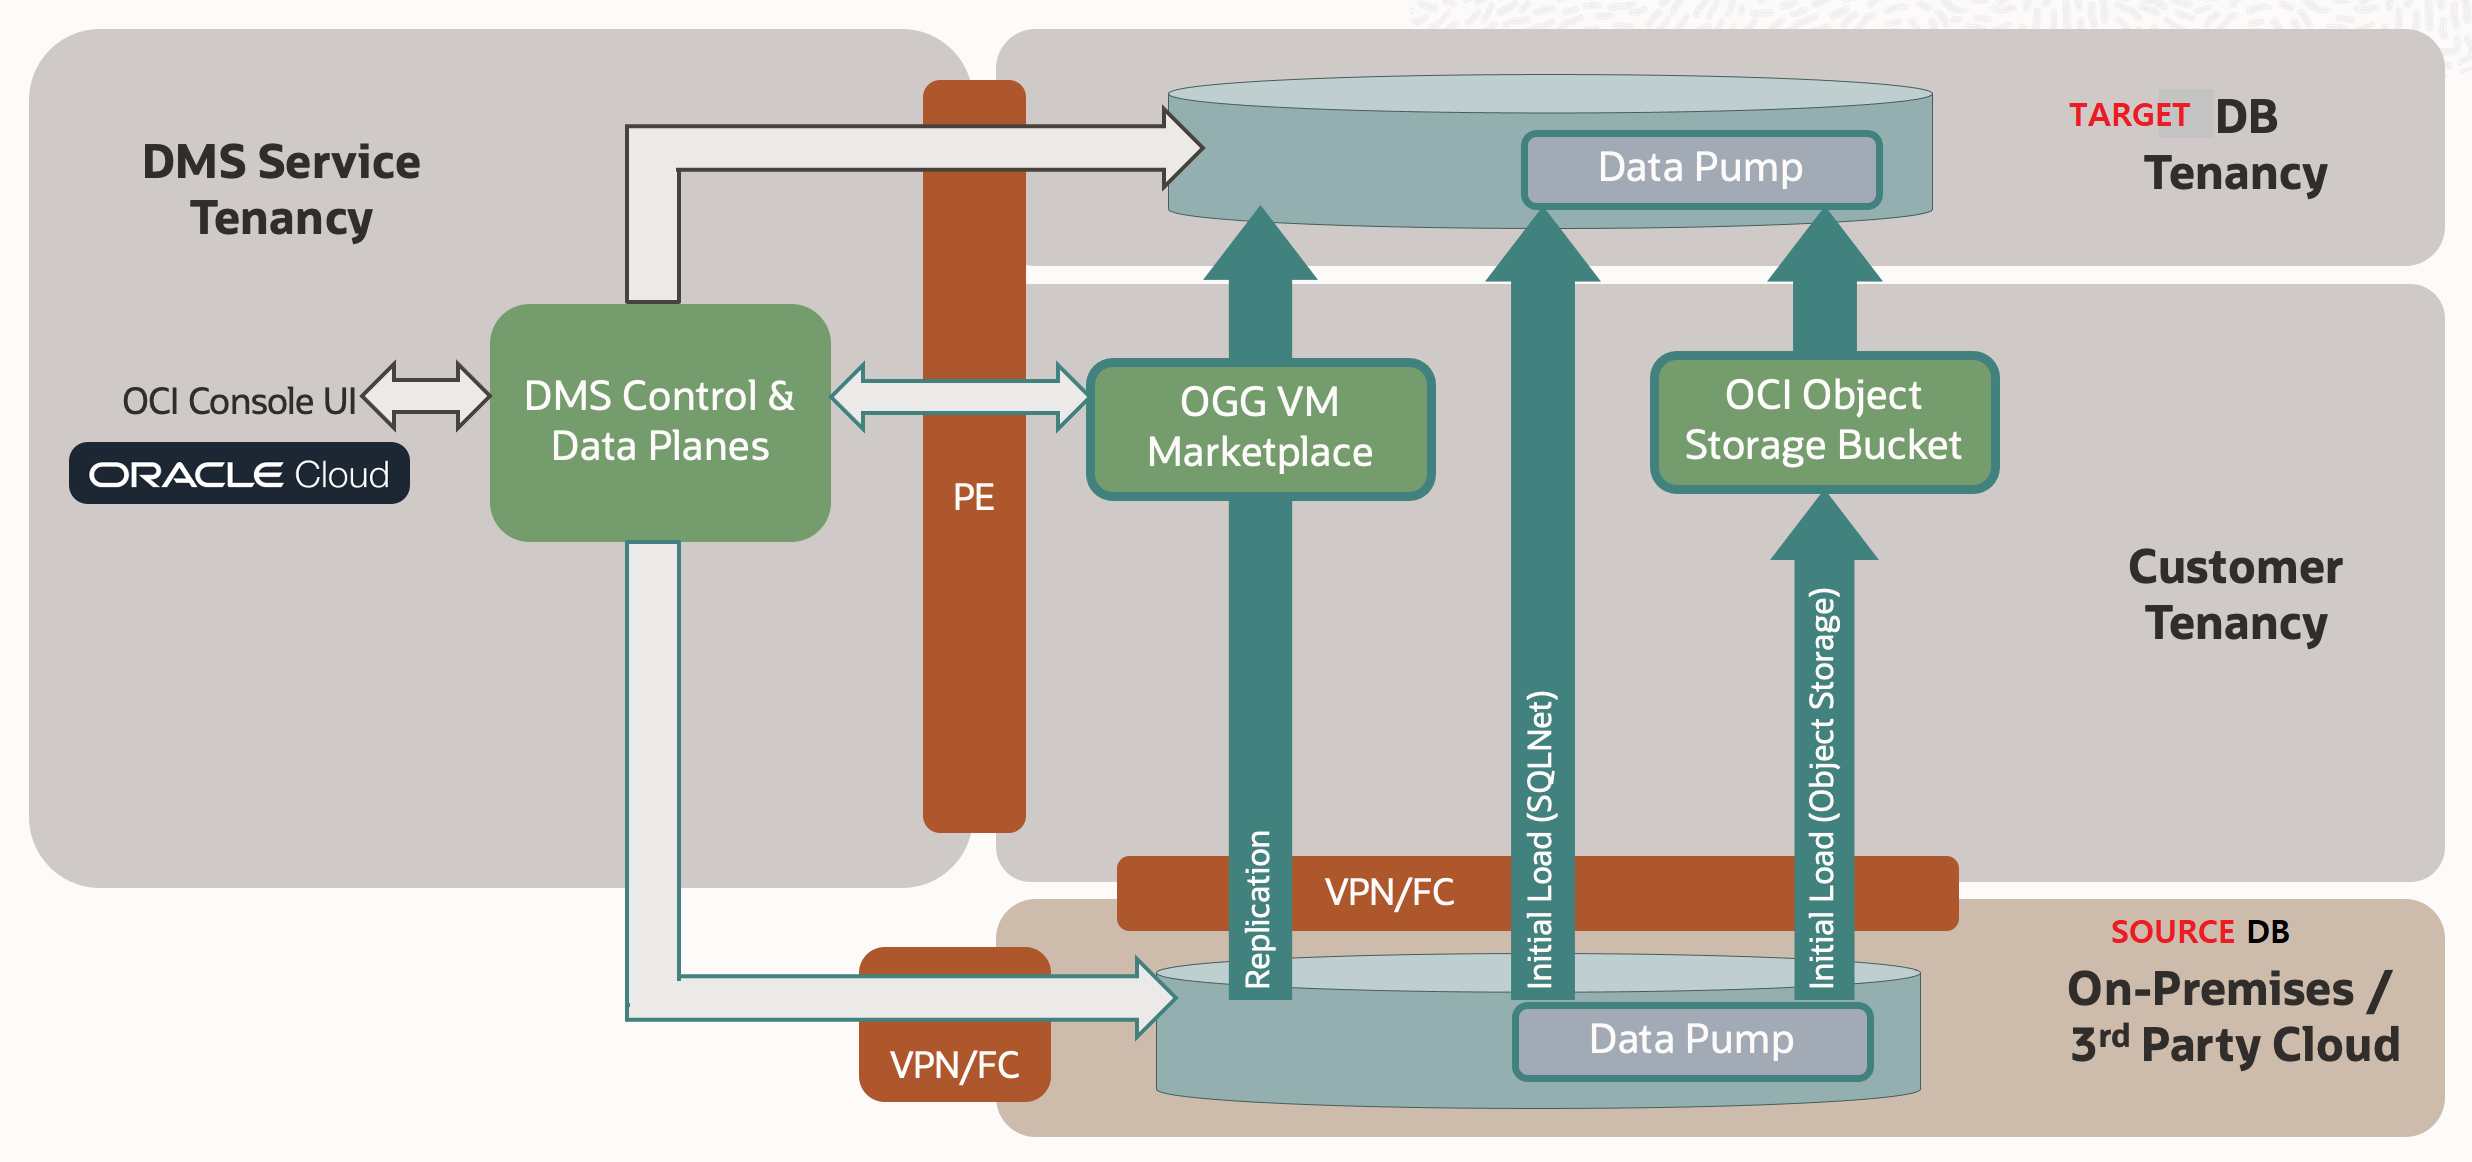 DMS Service
Tenancy
TARGET DB
Tenancy
Data Pump
OCI Console UI
ORACLE Cloud
DMS Control &
Data Planes
PE
OGG VM
Marketplace
OCI Object
Storage Bucket
Customer
Tenancy
Replication
Initial Load (SQLNet)
Initial Load (Object Storage)
VPN/FC
VPN/FC
Data Pump
SOURCE DB
On-Premises /
3rd Party Cloud